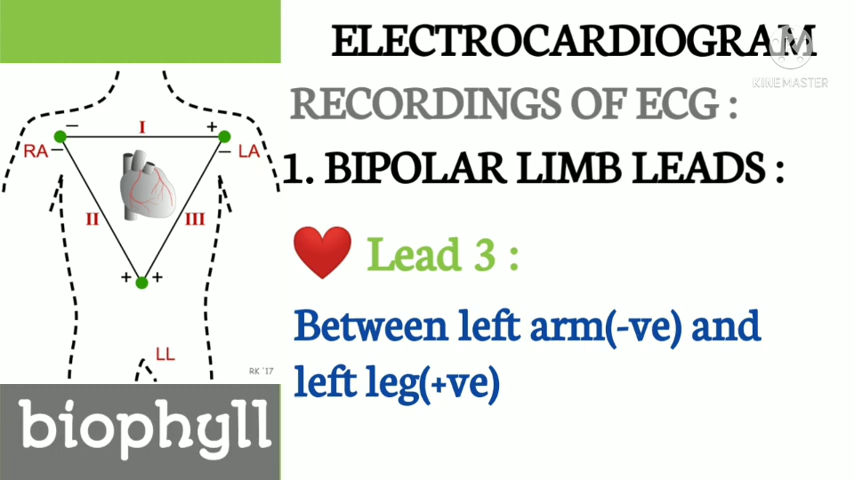 ELECTROCARDIOGRAM
KINEMASTER
RECORDINGS OF ECG :
1. BIPOLAR LIMB LEADS :
Lead 3 :
Between left arm(-ve) and
left leg(+ve)
− I +
RA − − LA
II III
+ +
LL
RK '17
biophyll